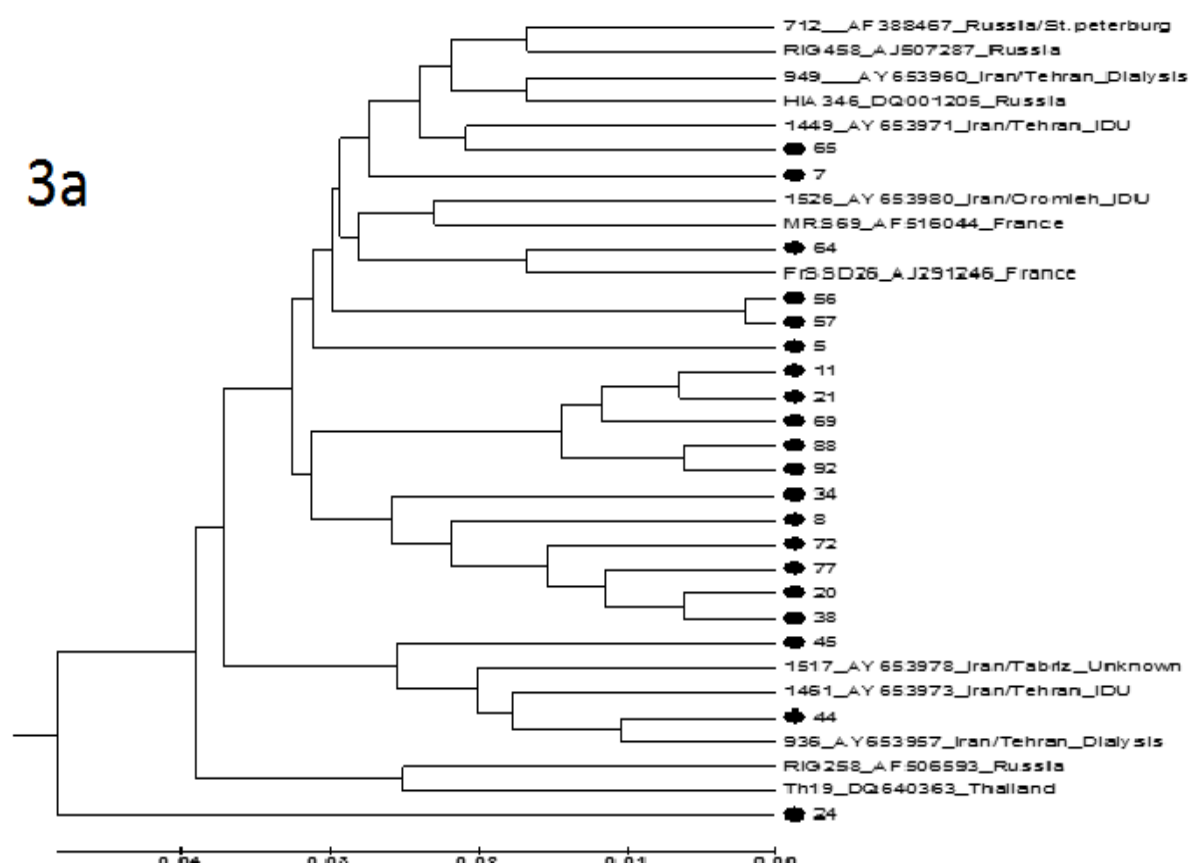 712__AF388467_Russia/St.peterburg
RIG458_AJ507287_Russia
949___AY653960_Iran/Tehran_Dialysis
HIA346_DQ001205_Russia
1449_AY653971_Iran/Tehran_IDU
65
3a
7
1526_AY653980_Iran/Oromieh_IDU
MRS69_AF516044_France
64
FrSSD26_AJ291246_France
56
57
5
11
21
69
88
92
34
8
72
77
20
38
45
1517_AY653978_Iran/Tabriz_Unknown
1461_AY653973_Iran/Tehran_IDU
44
936_AY653957_Iran/Tehran_Dialysis
RIG258_AF506593_Russia
Th19_DQ640363_Thailand
24
0.04 0.03 0.02 0.01 0.00